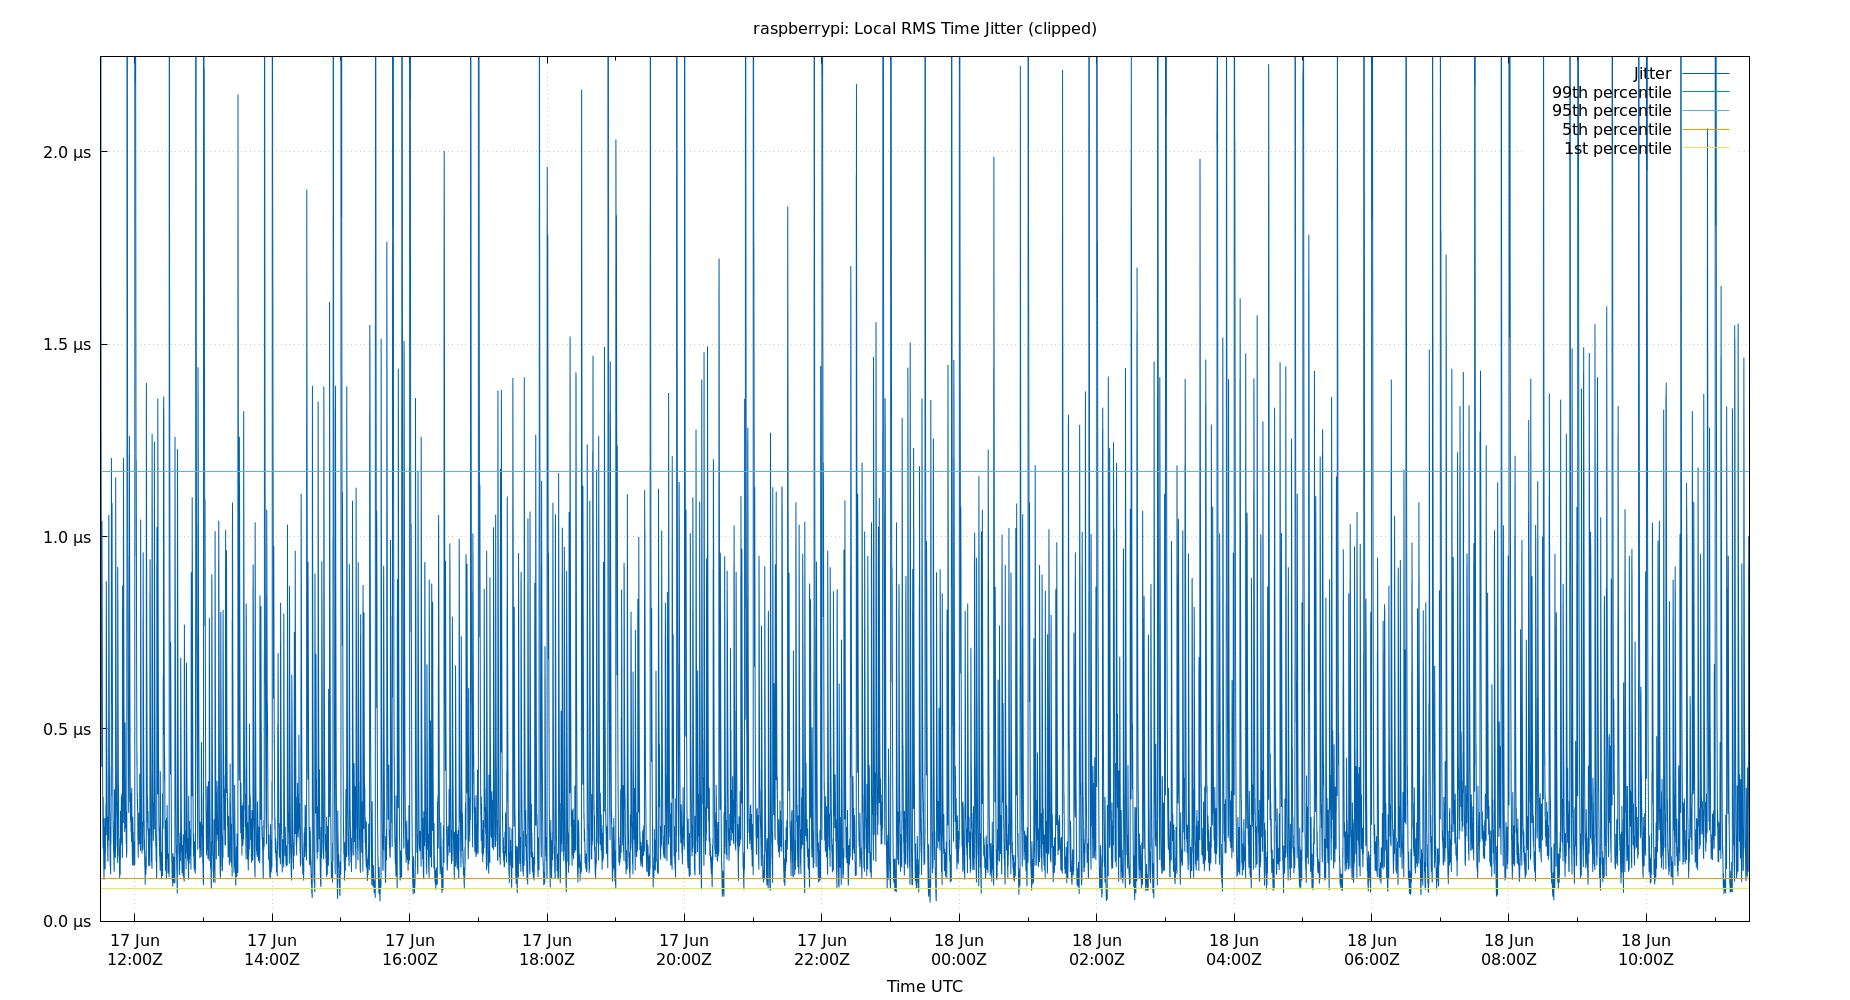 raspberrypi: Local RMS Time Jitter (clipped)
Jitter
99th percentile
95th percentile
5th percentile
1st percentile
2.0 μs
1.5 μs
1.0 μs
0.5 μs
0.0 μs
17 Jun 17 Jun 17 Jun 17 Jun 17 Jun 17 Jun 18 Jun 18 Jun 18 Jun 18 Jun 18 Jun 18 Jun
12:00Z 14:00Z 16:00Z 18:00Z 20:00Z 22:00Z 00:00Z 02:00Z 04:00Z 06:00Z 08:00Z 10:00Z
Time UTC